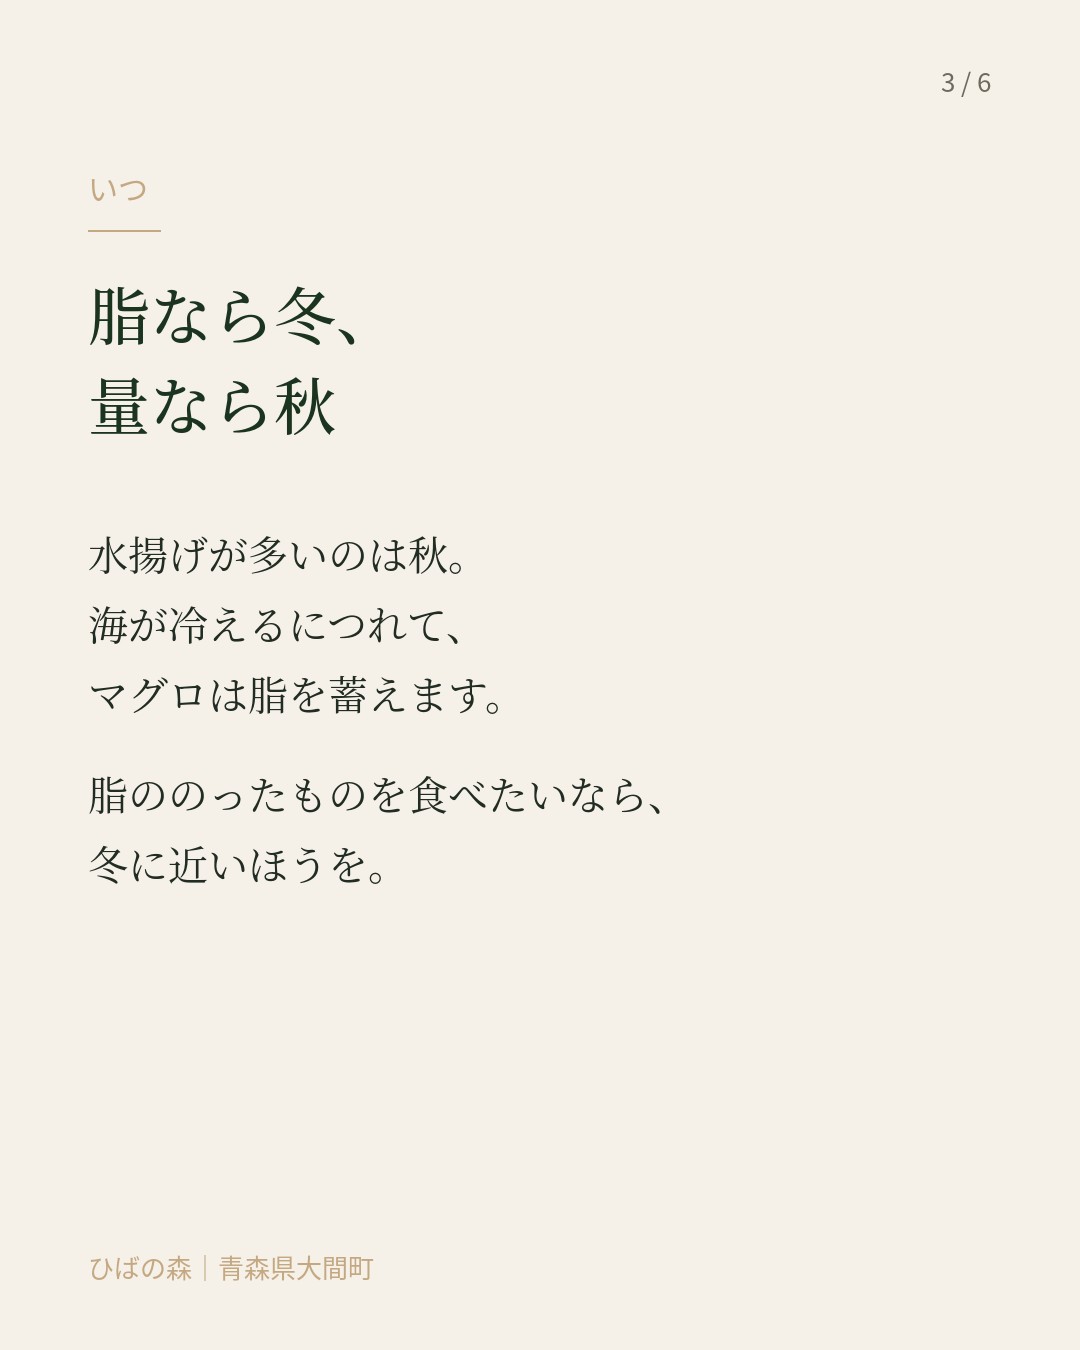 3 / 6
いつ
脂なら冬、
量なら秋
水揚げが多いのは秋。
海が冷えるにつれて、
マグロは脂を蓄えます。
脂ののったものを食べたいなら、
冬に近いほうを。
ひばの森｜青森県大間町